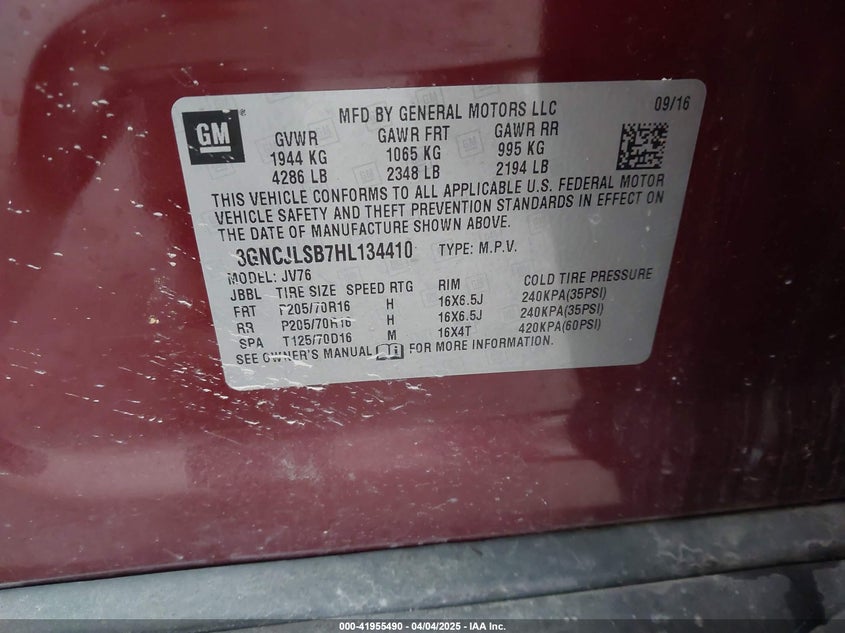 GM
®
MFD BY GENERAL MOTORS LLC 09/16
GVWR GAWR FRT GAWR RR
1944 KG 1065 KG 995 KG
4286 LB 2348 LB 2194 LB
THIS VEHICLE CONFORMS TO ALL APPLICABLE U.S. FEDERAL MOTOR
VEHICLE SAFETY AND THEFT PREVENTION STANDARDS IN EFFECT ON
THE DATE OF MANUFACTURE SHOWN ABOVE.
3GNCJLSB7HL134410 TYPE: M.P.V.
MODEL: JV76
JBBL TIRE SIZE SPEED RTG RIM COLD TIRE PRESSURE
FRT P205/70R16 H 16X6.5J 240KPA(35PSI)
RR P205/70R16 H 16X6.5J 240KPA(35PSI)
SPA T125/70D16 M 16X4T 420KPA(60PSI)
SEE OWNER'S MANUAL FOR MORE INFORMATION.
000-41955490 - 04/04/2025 - IAA Inc.